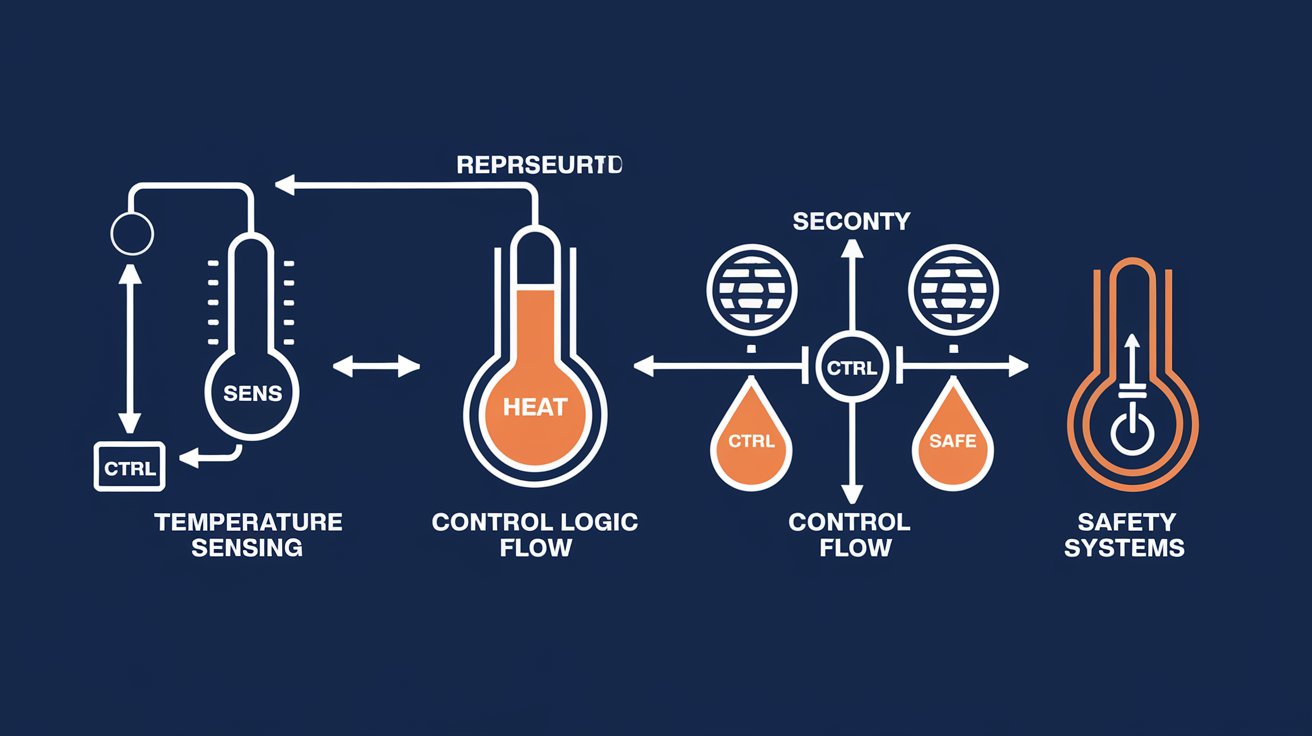 REPRSEURTD
SECONTY
CTRL
SENS
HEAT
CTRL
SAFE
CTRL
TEMPERATURE
SENSING
CONTROL LOGIC
FLOW
CONTROL
FLOW
SAFETY
SYSTEMS